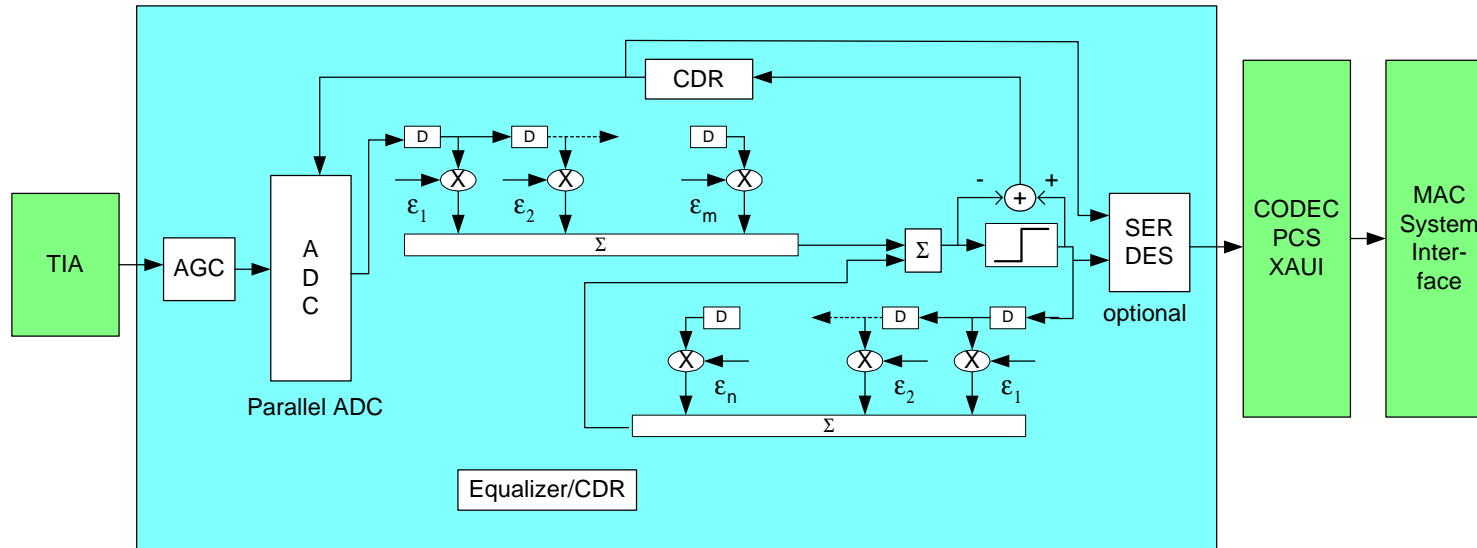 CDR
D
D
D
X
X
X
ε1
ε2
εm
-
+
+
Σ
TIA
AGC
A
D
C
Σ
SER
DES
optional
CODEC
PCS
XAUI
MAC
System
Inter-
face
D
D
D
X
X
X
εn
ε2
ε1
Parallel ADC
Σ
Equalizer/CDR